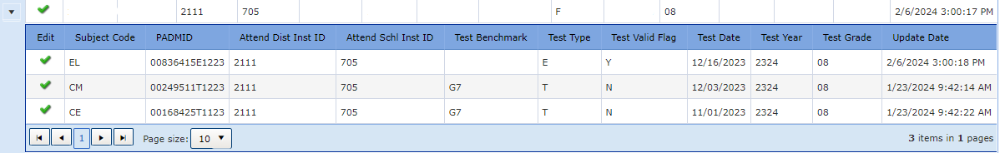 2111 705 F 08 2/6/2024 3:00:17 PM
Edit Subject Code PADMID Attend Dist Inst ID Attend Schl Inst ID Test Benchmark Test Type Test Valid Flag Test Date Test Year Test Grade Update Date
EL 00836415E1223 2111 705 E Y 12/16/2023 2324 08 2/6/2024 3:00:18 PM
CM 00249511T1223 2111 705 G7 T N 12/03/2023 2324 08 1/23/2024 9:42:14 AM
CE 00168425T1123 2111 705 G7 T N 11/01/2023 2324 08 1/23/2024 9:42:22 AM
1 Page size: 10 3 items in 1 pages